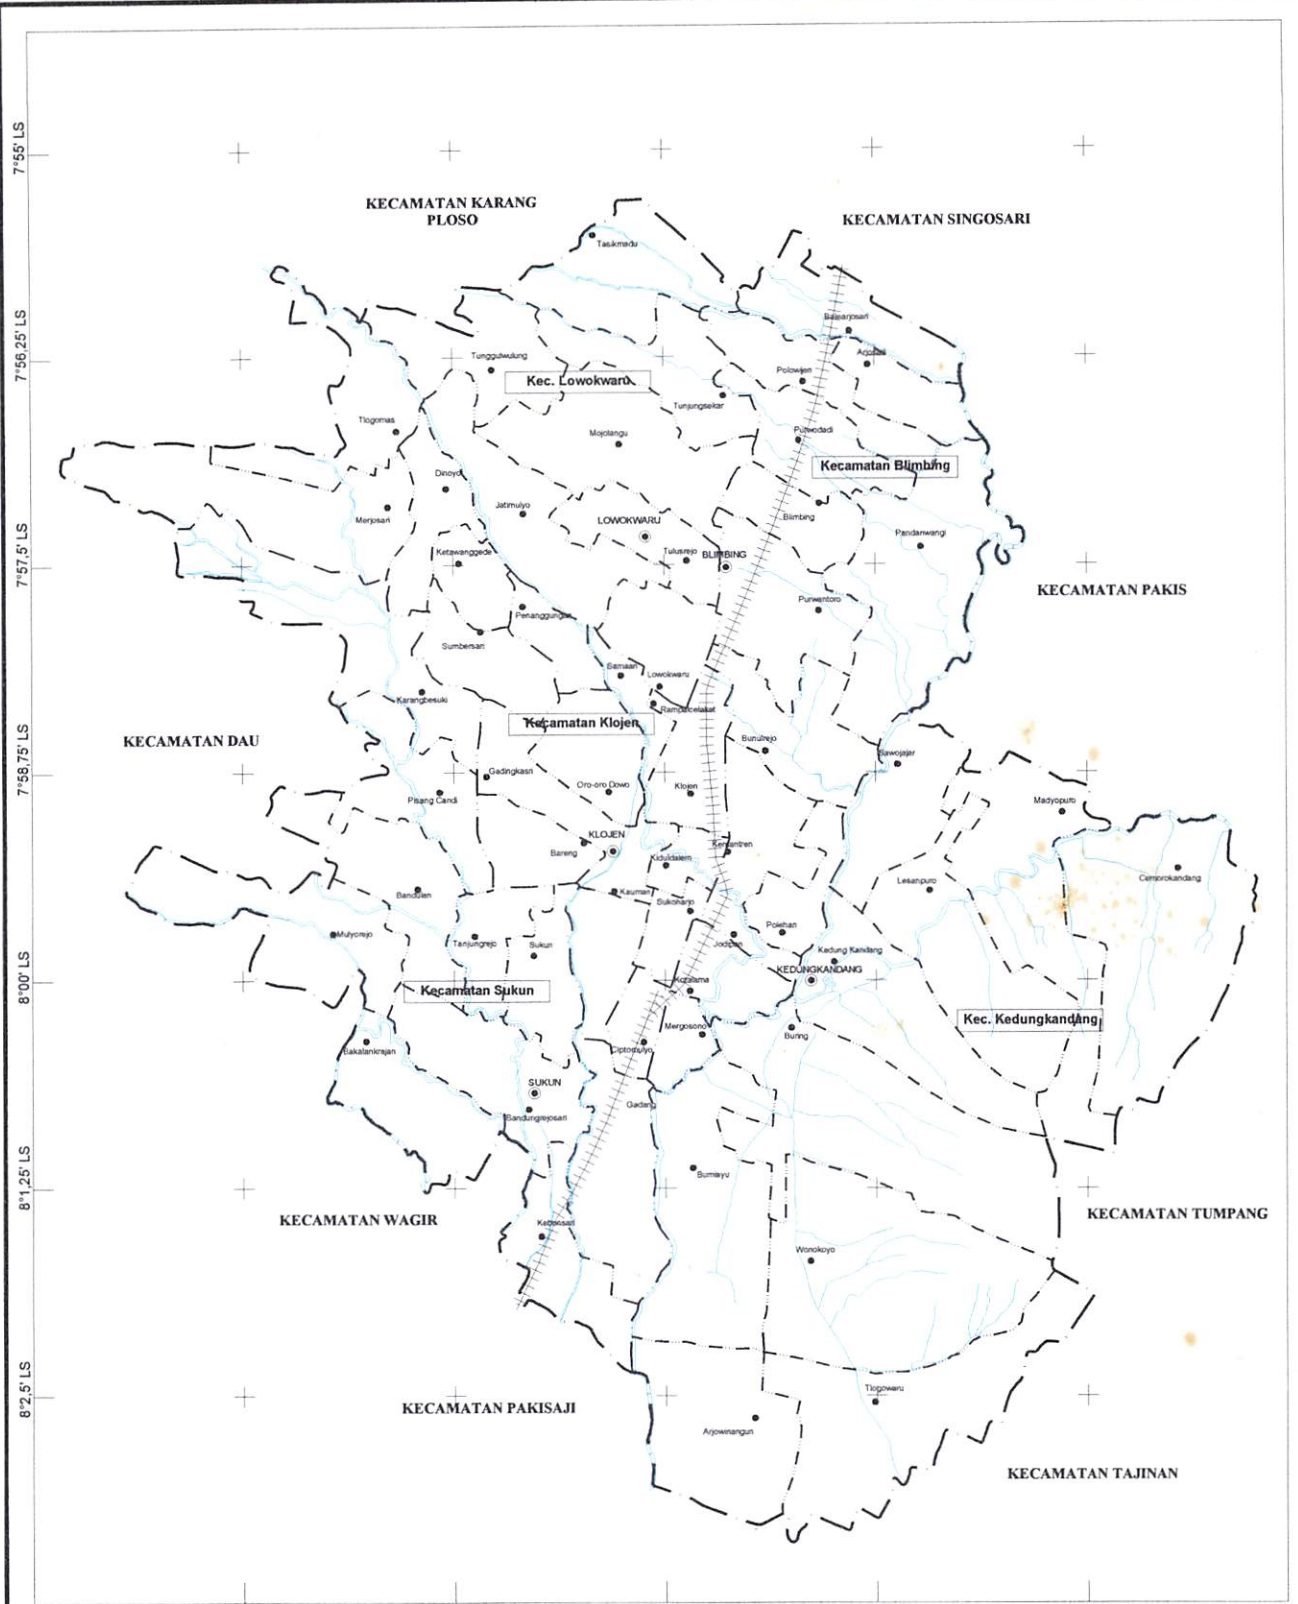 7°55' LS
KECAMATAN KARANG
PLOSO
KECAMATAN SINGOSARI
Tasikmadu
7°56,25' LS
Balearjosari
Arjosari
Tunggulwulung
Kec. Lowokwaru
Polowijen
Tunjungsekar
Tlogomas
Mojolangu
Purwodadi
Kecamatan Blimbing
Dinoyo
Merjosari
Jatimulyo
LOWOKWARU
Blimbing
Pandanwangi
7°57,5' LS
Ketawanggede
Tulusrejo
BLIMBING
KECAMATAN PAKIS
Penanggungan
Purwantoro
Sumbersari
Samaan
Lowokwaru
Karangbesuki
Rampalcelaket
Kecamatan Klojen
KECAMATAN DAU
Bunulrejo
Sawojajar
7°58,75' LS
Gadingkasri
Pisang Candi
Oro-oro Dowo
Klojen
Madyopuro
KLOJEN
Bareng
Kiduldalem
Kesatren
Cemorokandang
Lesanpuro
Bandulan
Kauman
Sukoharjo
Mulyorejo
Tanjungrejo
Sukun
Jodipan
Polehan
Kedung Kandang
8°00' LS
KEDUNGKANDANG
Kotalama
Kecamatan Sukun
Kec. Kedungkandang
Mergosono
Buring
Bakalankrajan
Ciptomulyo
SUKUN
Gadang
Bandungrejosari
8°1,25' LS
Bumiayu
KECAMATAN WAGIR
Kebonsari
KECAMATAN TUMPANG
Wonokoyo
8°2,5' LS
Tlogowaru
KECAMATAN PAKISAJI
Arjowinangun
KECAMATAN TAJINAN